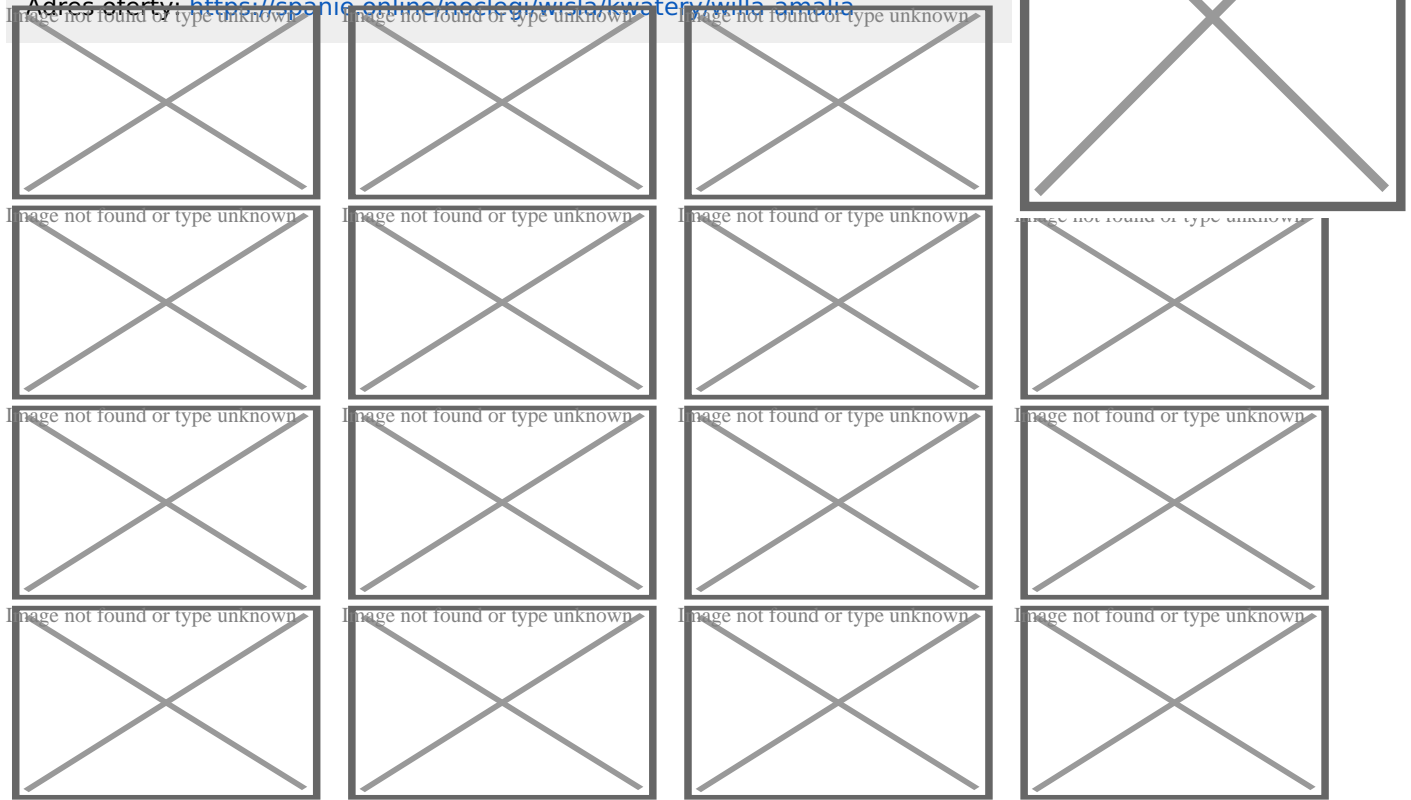 Adres oferty: https://spanie.online/noclegi/wisla/kwatery/willa-amalia
Image not found or type unknown Image not found or type unknown Image not found or type unknown
Image not found or type unknown Image not found or type unknown Image not found or type unknown Image not found or type unknown
Image not found or type unknown Image not found or type unknown Image not found or type unknown Image not found or type unknown
Image not found or type unknown Image not found or type unknown Image not found or type unknown Image not found or type unknown